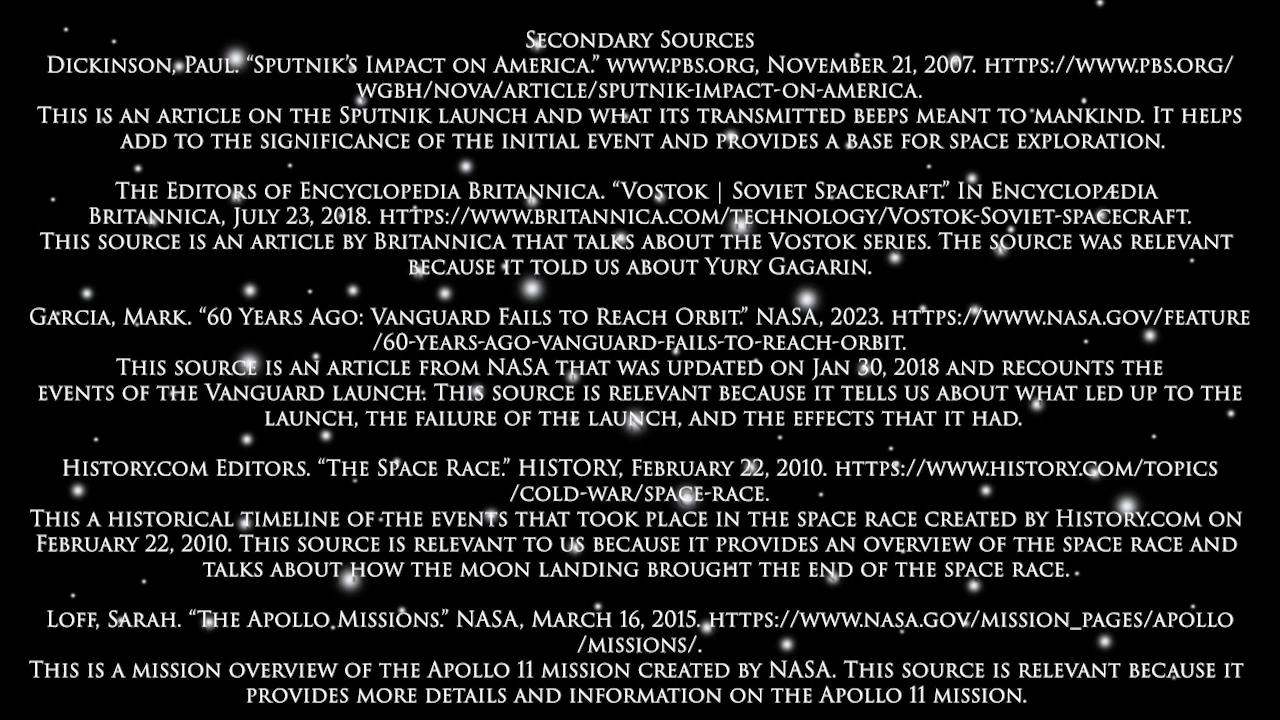 Secondary Sources
Dickinson, Paul. “Sputnik’s Impact on America.” www.pbs.org, November 21, 2007. https://www.pbs.org/
wgbh/nova/article/sputnik-impact-on-america.
This is an article on the Sputnik launch and what its transmitted beeps meant to mankind. It helps
add to the significance of the initial event and provides a base for space exploration.
The Editors of Encyclopedia Britannica. “Vostok | Soviet Spacecraft.” In Encyclopædia
Britannica, July 23, 2018. https://www.britannica.com/technology/Vostok-Soviet-spacecraft.
This source is an article by Britannica that talks about the Vostok series. The source was relevant
because it told us about Yury Gagarin.
Garcia, Mark. “60 Years Ago: Vanguard Fails to Reach Orbit.” NASA, 2023. https://www.nasa.gov/feature
/60-years-ago-vanguard-fails-to-reach-orbit.
This source is an article from NASA that was updated on Jan 30, 2018 and recounts the
events of the Vanguard launch. This source is relevant because it tells us about what led up to the
launch, the failure of the launch, and the effects that it had.
History.com Editors. “The Space Race.” HISTORY, February 22, 2010. https://www.history.com/topics
/cold-war/space-race.
This a historical timeline of the events that took place in the space race created by History.com on
February 22, 2010. This source is relevant to us because it provides an overview of the space race and
talks about how the moon landing brought the end of the space race.
Loff, Sarah. “The Apollo Missions.” NASA, March 16, 2015. https://www.nasa.gov/mission_pages/apollo
/missions/.
This is a mission overview of the Apollo 11 mission created by NASA. This source is relevant because it
provides more details and information on the Apollo 11 mission.